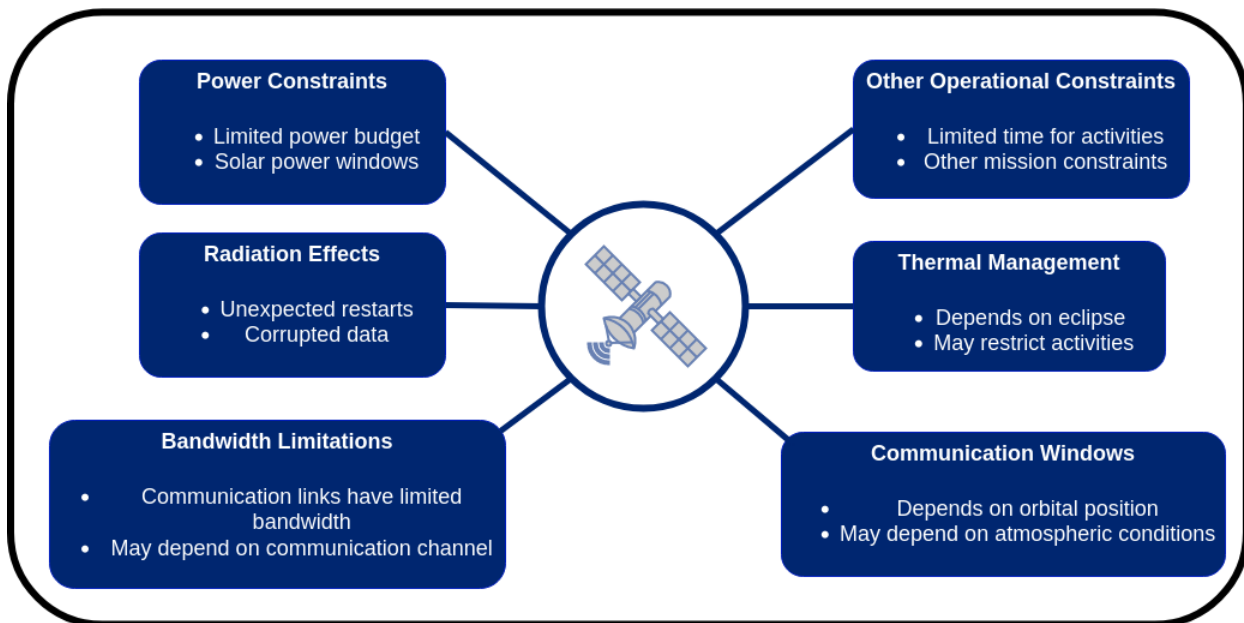 Power Constraints
• Limited power budget
• Solar power windows
Other Operational Constraints
• Limited time for activities
• Other mission constraints
Radiation Effects
• Unexpected restarts
• Corrupted data
Thermal Management
• Depends on eclipse
• May restrict activities
Bandwidth Limitations
• Communication links have limited
bandwidth
• May depend on communication channel
Communication Windows
• Depends on orbital position
• May depend on atmospheric conditions